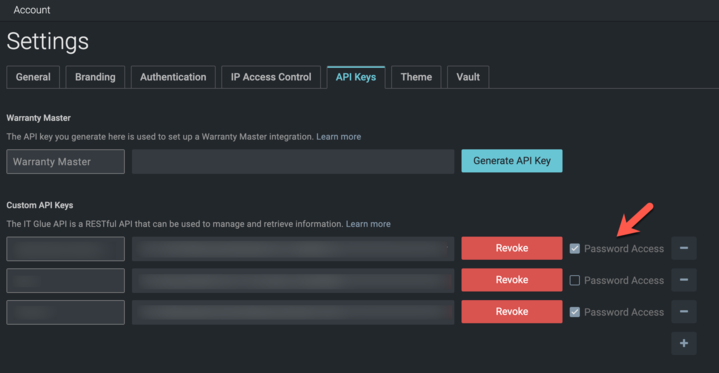 Account
Settings
General Branding Authentication IP Access Control API Keys Theme Vault
Warranty Master
The API key you generate here is used to set up a Warranty Master integration. Learn more
Warranty Master Generate API Key
Custom API Keys
The IT Glue API is a RESTful API that can be used to manage and retrieve information. Learn more
Revoke Password Access −
Revoke Password Access −
Revoke Password Access −
+